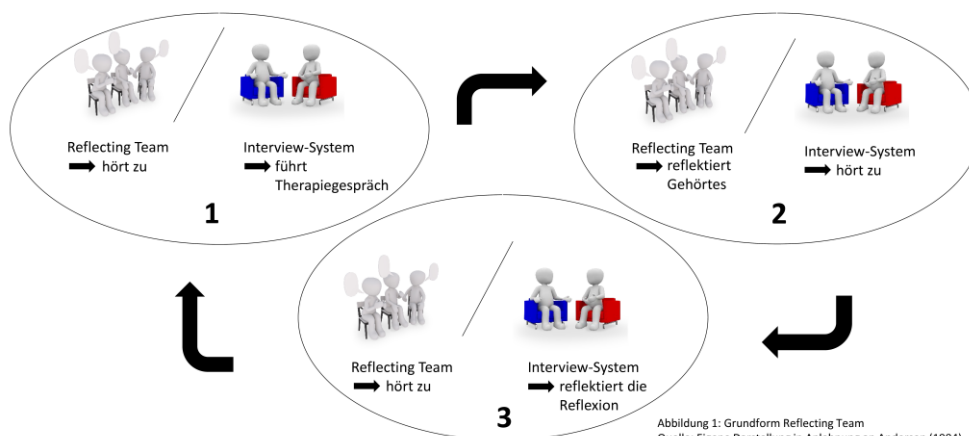 Reflecting Team
hört zu
Interview-System
führt
Therapiegespräch
1
Reflecting Team
reflektiert
Gehörtes
Interview-System
hört zu
2
Reflecting Team
hört zu
Interview-System
reflektiert die
Reflexion
3
Abbildung 1: Grundform Reflecting Team